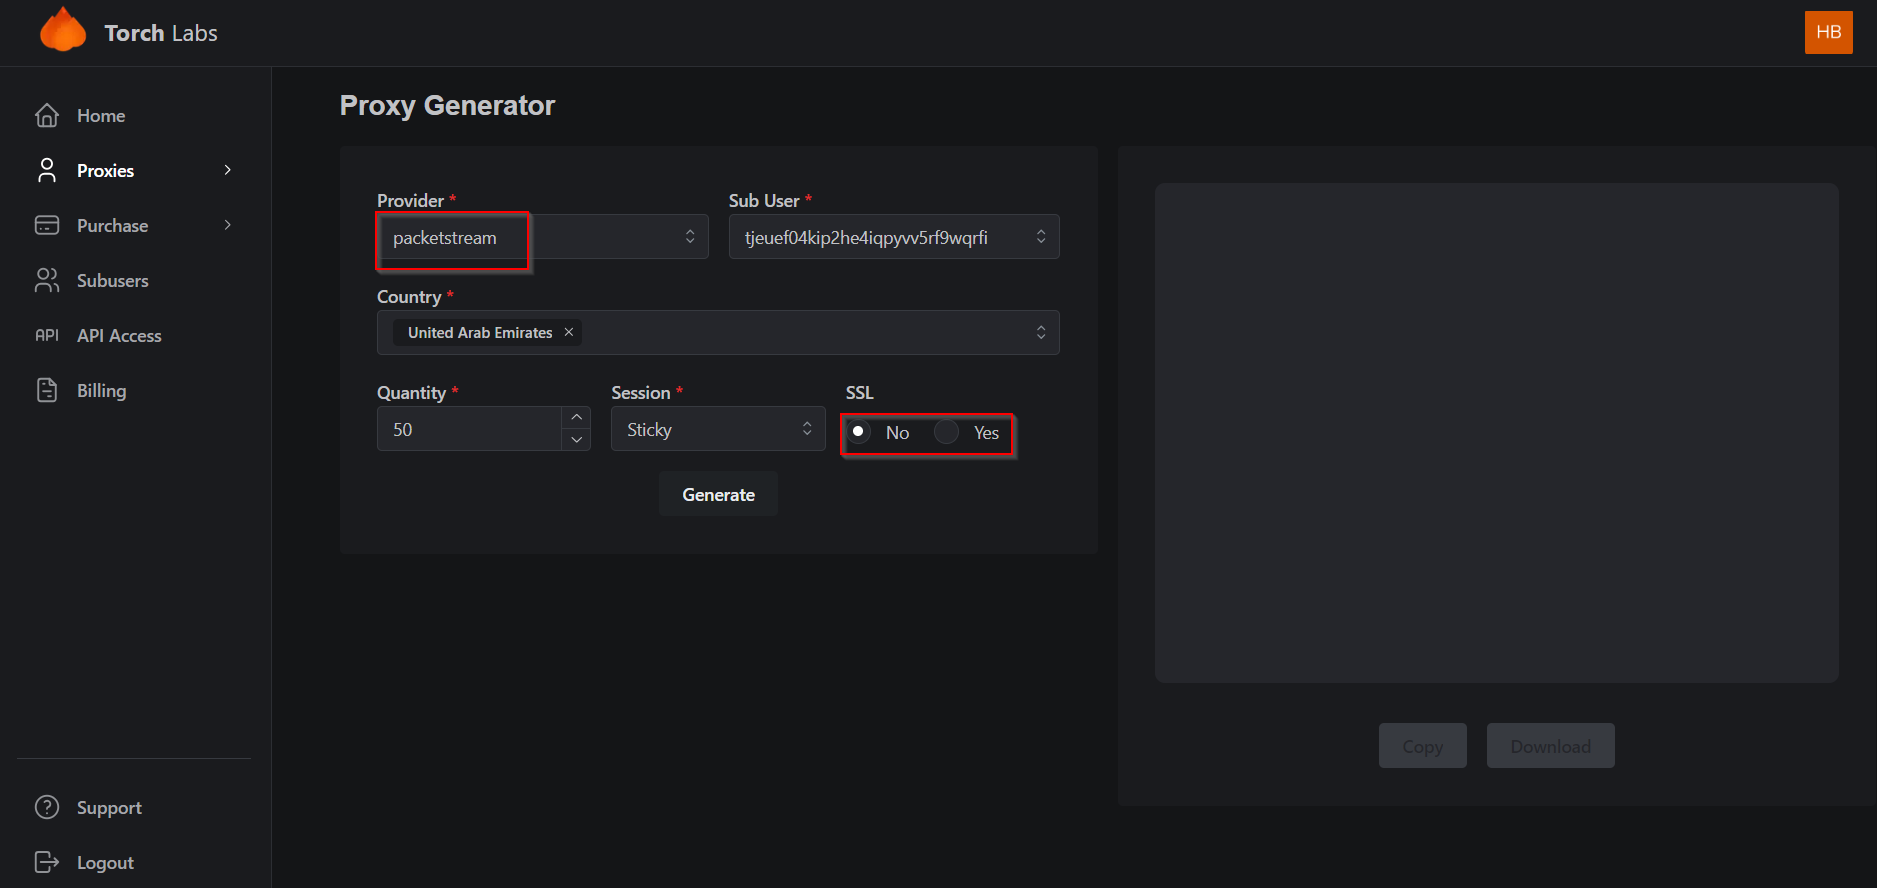 Torch Labs
HB
Home
Proxies
Purchase
Subusers
API API Access
Billing
Support
Logout
Proxy Generator
Provider * Sub User *
packetstream tjeuef04kip2he4iqpyvv5rf9wqrfi
Country *
United Arab Emirates ×
Quantity * Session * SSL
50 Sticky No Yes
Generate
Copy Download